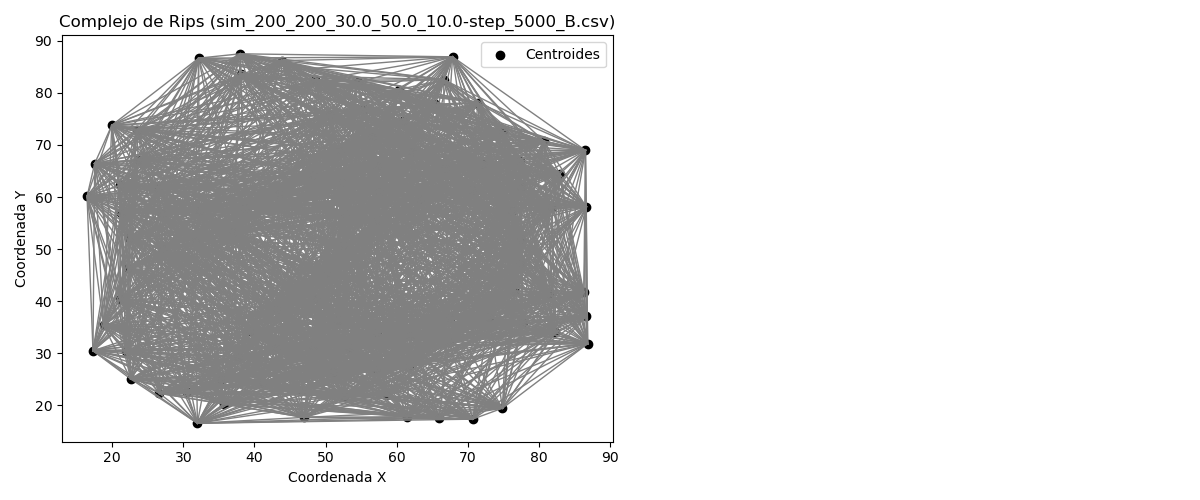 Complejo de Rips (sim_200_200_30.0_50.0_10.0-step_5000_B.csv)
Centroides
90
80
70
60
50
40
30
20
Coordenada Y
20 30 40 50 60 70 80 90
Coordenada X